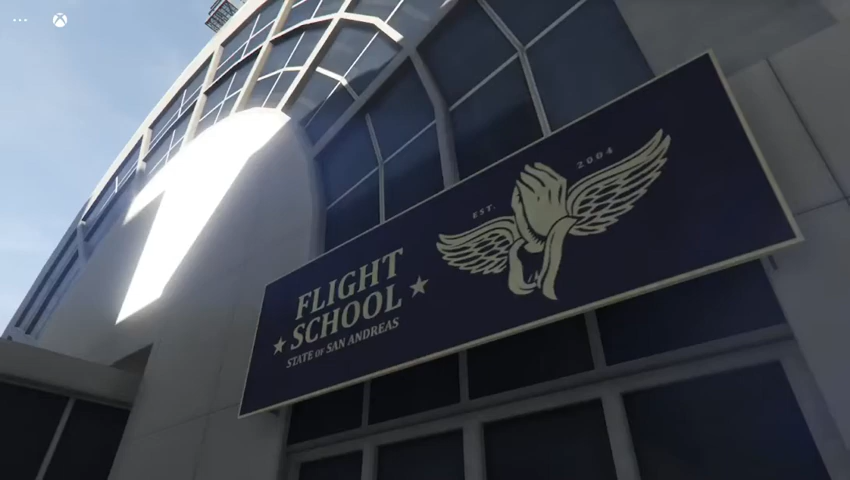 EST. 2004
FLIGHT
SCHOOL
STATE OF SAN ANDREAS